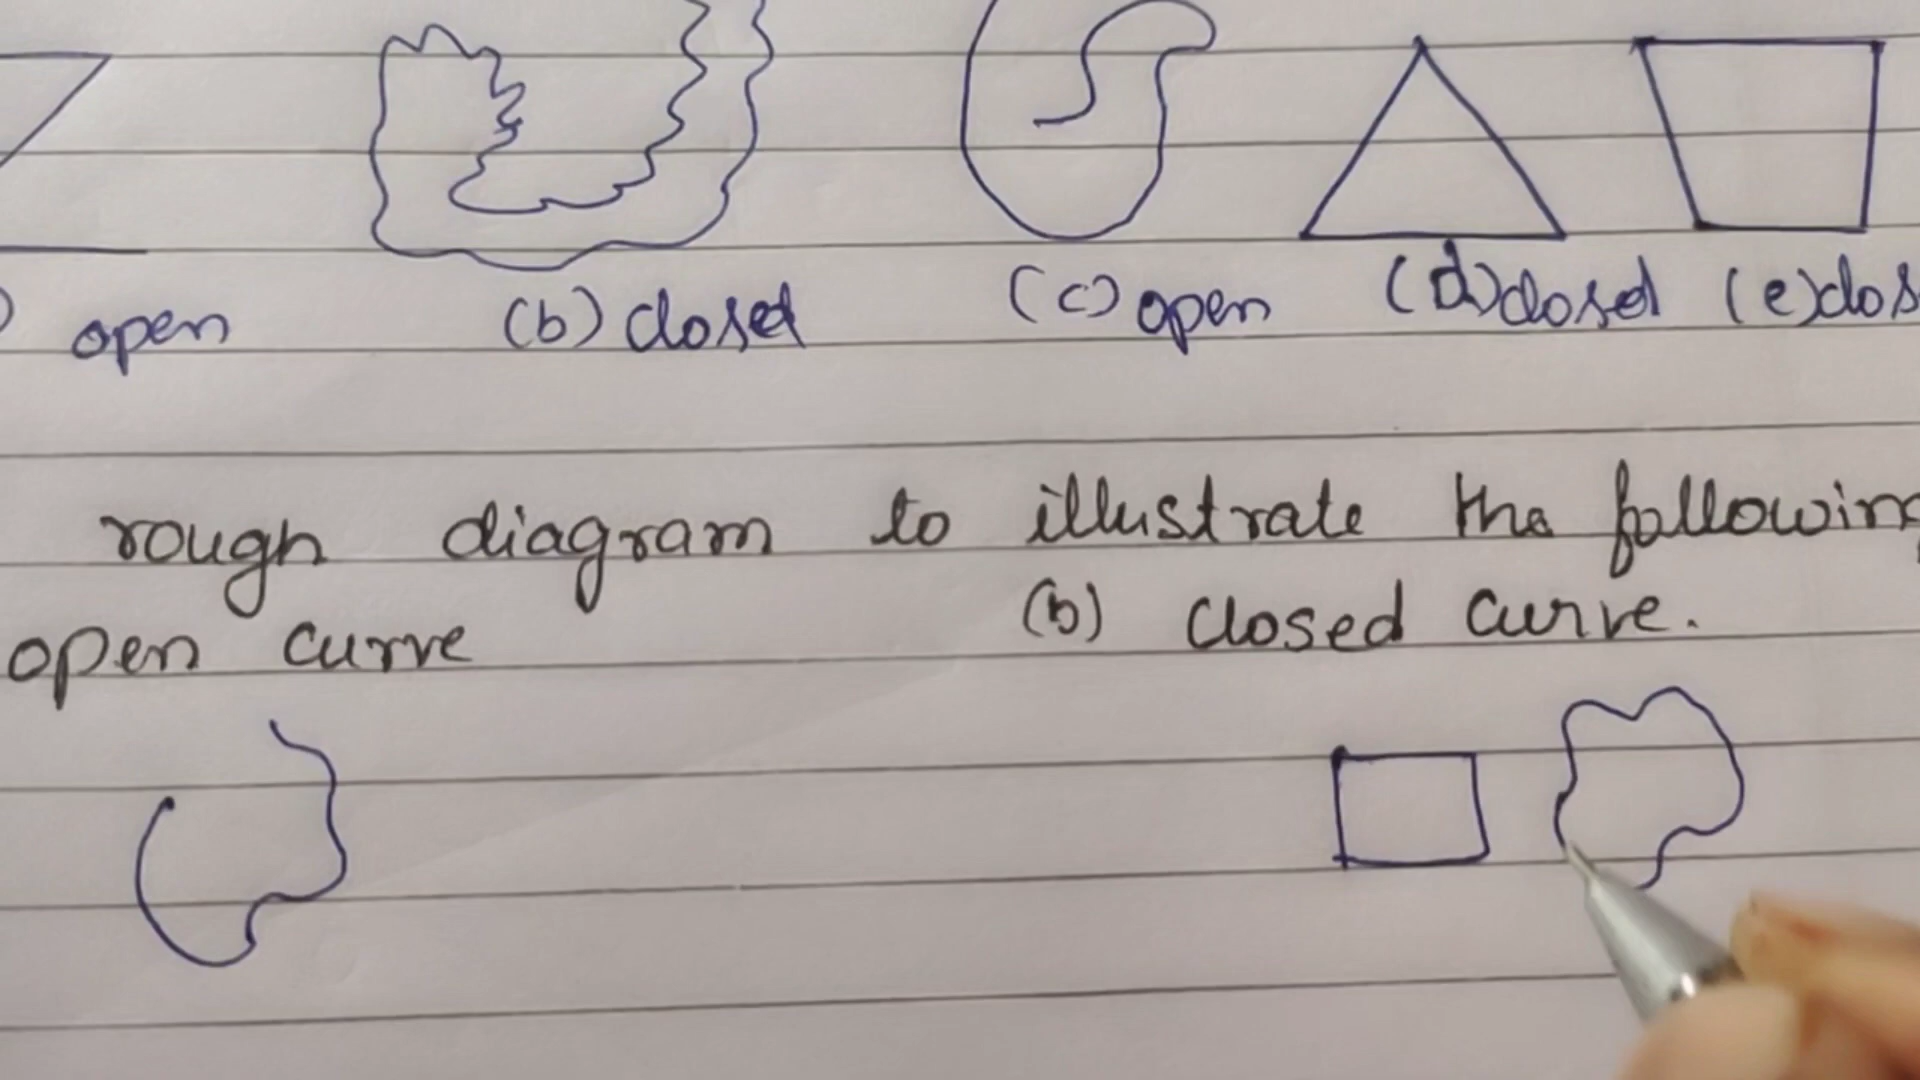 ) open (b) closed (c) open (d) closed (e) clos
rough diagram to illustrate the following
open curve (b) closed curve.